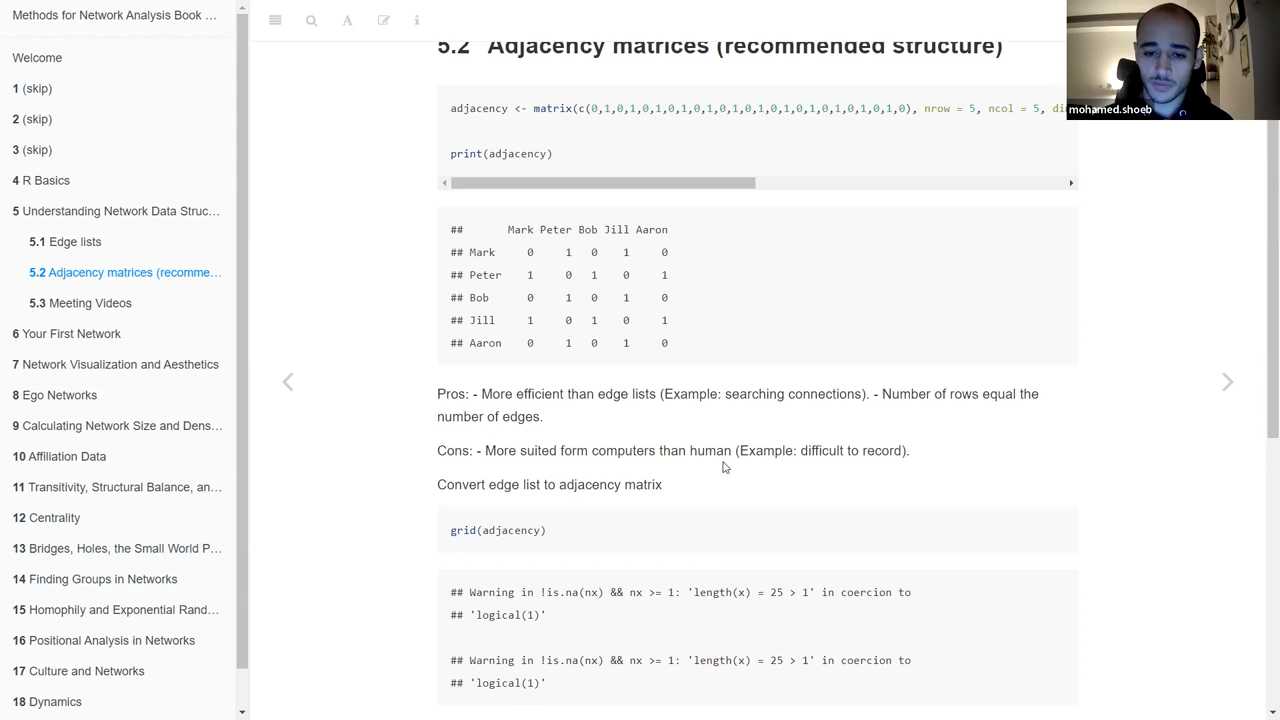 Methods for Network Analysis Book ...
Welcome
1 (skip)
2 (skip)
3 (skip)
4 R Basics
5 Understanding Network Data Struc...
5.1 Edge lists
5.2 Adjacency matrices (recomme...
5.3 Meeting Videos
6 Your First Network
7 Network Visualization and Aesthetics
8 Ego Networks
9 Calculating Network Size and Dens...
10 Affiliation Data
11 Transitivity, Structural Balance, an...
12 Centrality
13 Bridges, Holes, the Small World P...
14 Finding Groups in Networks
15 Homophily and Exponential Rand...
16 Positional Analysis in Networks
17 Culture and Networks
18 Dynamics
5.2 Adjacency matrices (recommended structure)
adjacency <- matrix(c(0,1,0,1,0,1,0,1,0,1,0,1,0,1,0,1,0,1,0,1,0,1,0,1,0), nrow = 5, ncol = 5, di
print(adjacency)
## Mark Peter Bob Jill Aaron
## Mark 0 1 0 1 0
## Peter 1 0 1 0 1
## Bob 0 1 0 1 0
## Jill 1 0 1 0 1
## Aaron 0 1 0 1 0
Pros: - More efficient than edge lists (Example: searching connections). - Number of rows equal the
number of edges.
Cons: - More suited form computers than human (Example: difficult to record).
Convert edge list to adjacency matrix
grid(adjacency)
## Warning in !is.na(nx) && nx >= 1: 'length(x) = 25 > 1' in coercion to
## 'logical(1)'
## Warning in !is.na(nx) && nx >= 1: 'length(x) = 25 > 1' in coercion to
## 'logical(1)'
mohamed.shoeb